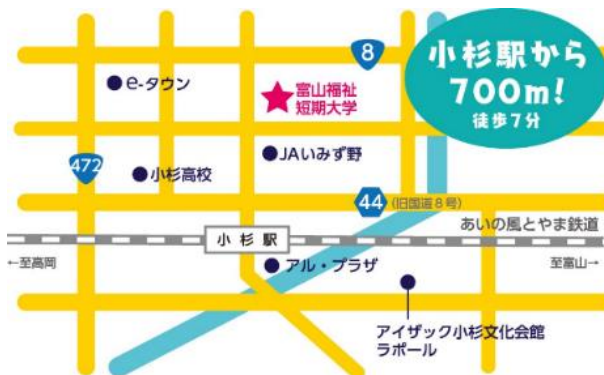 8
小杉駅から
700m!
徒歩7分
e-タウン
富山福祉
短期大学
JAいみず野
472
小杉高校
44
(旧国道8号)
あいの風とやま鉄道
小杉駅
←至高岡
アル・プラザ
至富山→
アイザック小杉文化会館
ラポール